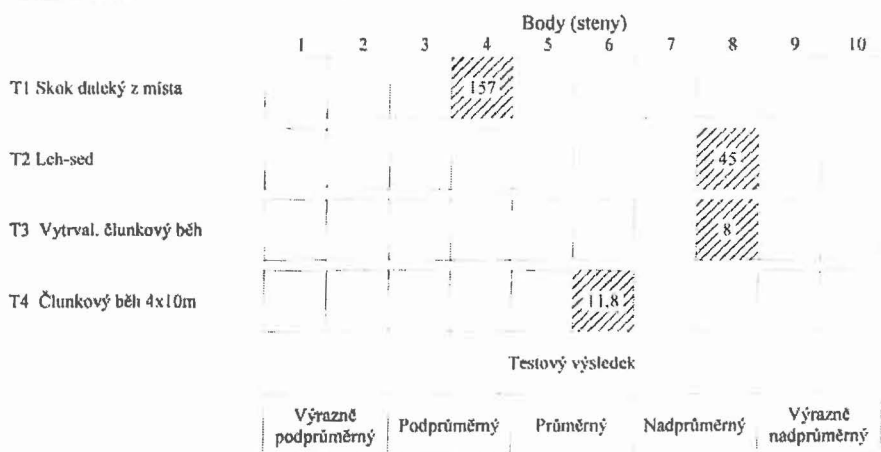 Body (steny)
1 2 3 4 5 6 7 8 9 10
T1 Skok daleký z místa 157
T2 Leh-sed 45
T3 Vytrval. člunkový běh 8
T4 Člunkový běh 4x10m 11,8
Testový výsledek
Výrazně podprůměrný Podprůměrný Průměrný Nadprůměrný Výrazně nadprůměrný